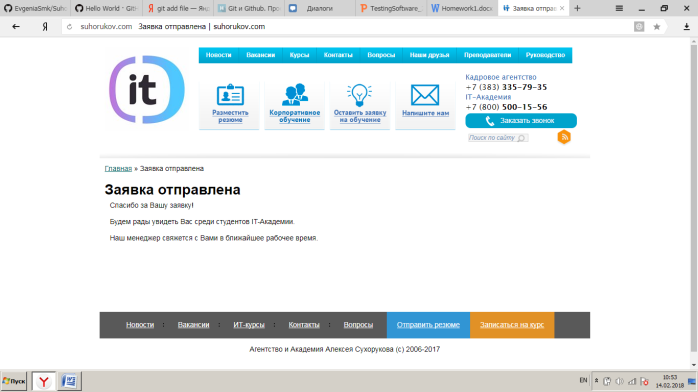 EvgeniaSmk/Suh
Hello World - GitH
git add file — Янд
Git и Github. Про
Диалоги
TestingSoftware_
Homework1.docx
Заявка отправ
Я
suhorukov.com Заявка отправлена | suhorukov.com
Новости Вакансии Курсы Контакты Вопросы Наши друзья Преподаватели Руководство
it
Разместить
резюме
Корпоративное
обучение
Оставить заявку
на обучение
Напишите нам
Кадровое агентство
+7 (383) 335-79-35
IT-Академия
+7 (800) 500-15-56
Заказать звонок
Поиск по сайту
Главная » Заявка отправлена
Заявка отправлена
Спасибо за Вашу заявку!
Будем рады увидеть Вас среди студентов IT-Академии.
Наш менеджер свяжется с Вами в ближайшее рабочее время.
Новости Вакансии ИТ-курсы Контакты Вопросы Отправить резюме Записаться на курс
Агентство и Академия Алексея Сухорукова (c) 2006-2017
Пуск
EN
10:53
14.02.2018